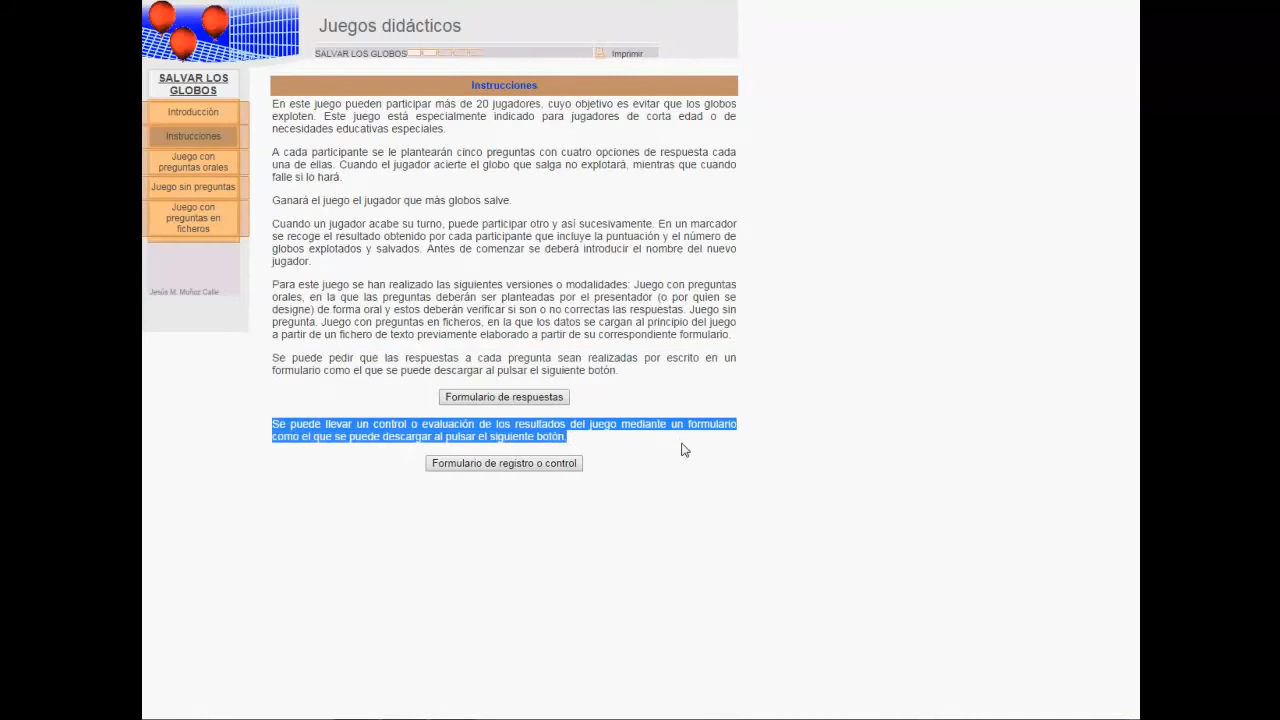 Juegos didácticos
SALVAR LOS GLOBOS
Imprimir
SALVAR LOS
GLOBOS
Introducción
Instrucciones
Juego con
preguntas orales
Juego sin preguntas
Juego con
preguntas en
ficheros
Jesús M. Muñoz Calle
Instrucciones
En este juego pueden participar más de 20 jugadores, cuyo objetivo es evitar que los globos
exploten. Este juego está especialmente indicado para jugadores de corta edad o de
necesidades educativas especiales.
A cada participante se le plantearán cinco preguntas con cuatro opciones de respuesta cada
una de ellas. Cuando el jugador acierte el globo que salga no explotará, mientras que cuando
falle si lo hará.
Ganará el juego el jugador que más globos salve.
Cuando un jugador acabe su turno, puede participar otro y así sucesivamente. En un marcador
se recoge el resultado obtenido por cada participante que incluye la puntuación y el número de
globos explotados y salvados. Antes de comenzar se deberá introducir el nombre del nuevo
jugador.
Para este juego se han realizado las siguientes versiones o modalidades: Juego con preguntas
orales, en la que las preguntas deberán ser planteadas por el presentador (o por quien se
designe) de forma oral y estos deberán verificar si son o no correctas las respuestas. Juego sin
pregunta. Juego con preguntas en ficheros, en la que los datos se cargan al principio del juego
a partir de un fichero de texto previamente elaborado a partir de su correspondiente formulario.
Se puede pedir que las respuestas a cada pregunta sean realizadas por escrito en un
formulario como el que se puede descargar al pulsar el siguiente botón.
Formulario de respuestas
Se puede llevar un control o evaluación de los resultados del juego mediante un formulario
como el que se puede descargar al pulsar el siguiente botón.
Formulario de registro o control